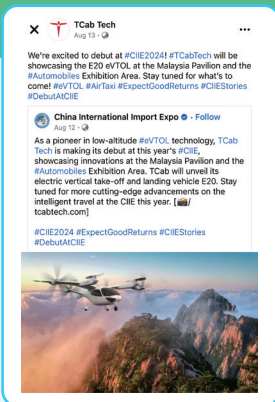 TCab Tech
Aug 13 ·
We're excited to debut at #CIIE2024! #TCabTech will be
showcasing the E20 eVTOL at the Malaysia Pavilion and the
#Automobiles Exhibition Area. Stay tuned for what's to
come! #eVTOL #AirTaxi #ExpectGoodReturns #CIIEStories
#DebutAtCIIE
China International Import Expo · Follow
Aug 12 ·
As a pioneer in low-altitude #eVTOL technology, TCab
Tech is making its debut at this year's #CIIE,
showcasing innovations at the Malaysia Pavilion and the
#Automobiles Exhibition Area. TCab will unveil its
electric vertical take-off and landing vehicle E20. Stay
tuned for more cutting-edge advancements on the
intelligent travel at the CIIE this year. [📸/
tcabtech.com]
#CIIE2024 #ExpectGoodReturns #CIIEStories
#DebutAtCIIE